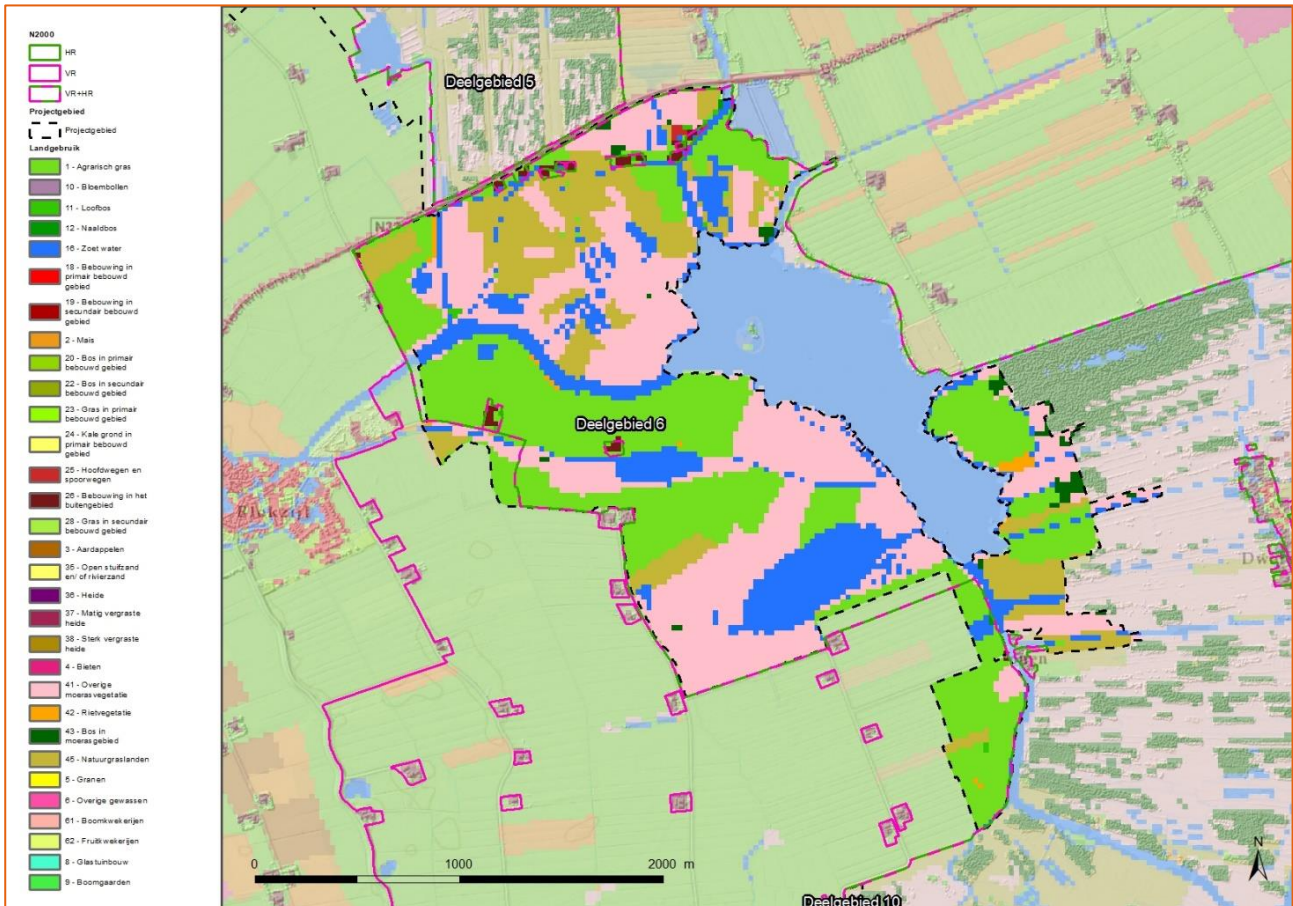 N2000
HR
VR
VR+HR
Projectgebied
Projectgebied
Landgebruik
1 - Agrarisch gras
10 - Bloembollen
11 - Loofbos
12 - Naaldbos
16 - Zoet water
18 - Bebouwing in
primair bebouwd
gebied
19 - Bebouwing in
secundair bebouwd
gebied
2 - Mais
20 - Bos in primair
bebouwd gebied
22 - Bos in secundair
bebouwd gebied
23 - Gras in primair
bebouwd gebied
24 - Kale grond in
primair bebouwd
gebied
25 - Hoofdwegen en
spoorwegen
26 - Bebouwing in het
buitengebied
28 - Gras in secundair
bebouwd gebied
3 - Aardappelen
35 - Open stuifzand
en/ of rivierzand
36 - Heide
37 - Matig vergraste
heide
38 - Sterk vergraste
heide
4 - Bieten
41 - Overige
moerasvegetatie
42 - Rietvegetatie
43 - Bos in
moerasgebied
45 - Natuurgraslanden
5 - Granen
6 - Overige gewassen
61 - Boomkwekerijen
62 - Fruitkwekerijen
8 - Glastuinbouw
9 - Boomgaarden
Deelgebied 5
Deelgebied 6
Blokzijl
Deelgebied 10
0 1000 2000 m
N